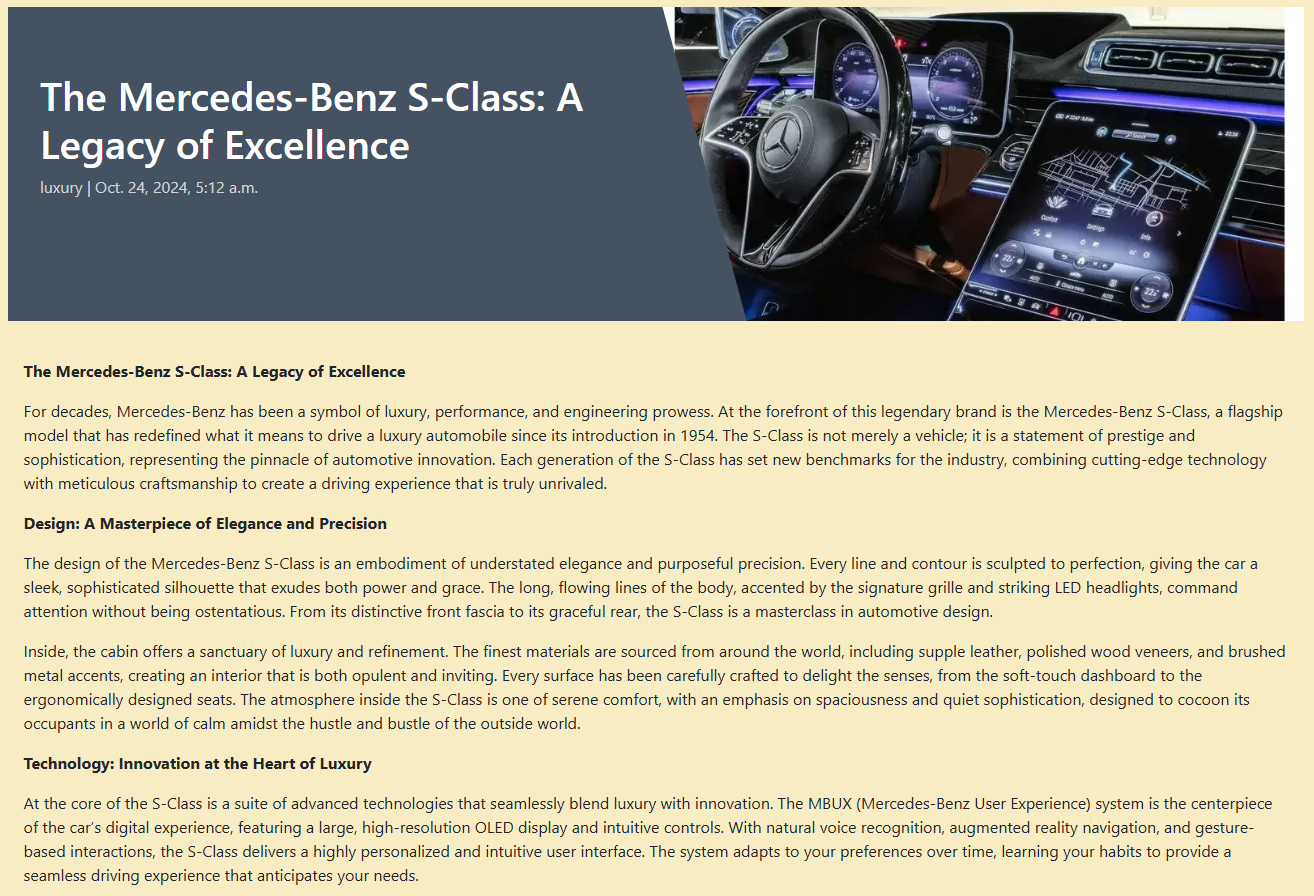 The Mercedes-Benz S-Class: A
Legacy of Excellence
luxury | Oct. 24, 2024, 5:12 a.m.
The Mercedes-Benz S-Class: A Legacy of Excellence
For decades, Mercedes-Benz has been a symbol of luxury, performance, and engineering prowess. At the forefront of this legendary brand is the Mercedes-Benz S-Class, a flagship
model that has redefined what it means to drive a luxury automobile since its introduction in 1954. The S-Class is not merely a vehicle; it is a statement of prestige and
sophistication, representing the pinnacle of automotive innovation. Each generation of the S-Class has set new benchmarks for the industry, combining cutting-edge technology
with meticulous craftsmanship to create a driving experience that is truly unrivaled.
Design: A Masterpiece of Elegance and Precision
The design of the Mercedes-Benz S-Class is an embodiment of understated elegance and purposeful precision. Every line and contour is sculpted to perfection, giving the car a
sleek, sophisticated silhouette that exudes both power and grace. The long, flowing lines of the body, accented by the signature grille and striking LED headlights, command
attention without being ostentatious. From its distinctive front fascia to its graceful rear, the S-Class is a masterclass in automotive design.
Inside, the cabin offers a sanctuary of luxury and refinement. The finest materials are sourced from around the world, including supple leather, polished wood veneers, and brushed
metal accents, creating an interior that is both opulent and inviting. Every surface has been carefully crafted to delight the senses, from the soft-touch dashboard to the
ergonomically designed seats. The atmosphere inside the S-Class is one of serene comfort, with an emphasis on spaciousness and quiet sophistication, designed to cocoon its
occupants in a world of calm amidst the hustle and bustle of the outside world.
Technology: Innovation at the Heart of Luxury
At the core of the S-Class is a suite of advanced technologies that seamlessly blend luxury with innovation. The MBUX (Mercedes-Benz User Experience) system is the centerpiece
of the car's digital experience, featuring a large, high-resolution OLED display and intuitive controls. With natural voice recognition, augmented reality navigation, and gesture-
based interactions, the S-Class delivers a highly personalized and intuitive user interface. The system adapts to your preferences over time, learning your habits to provide a
seamless driving experience that anticipates your needs.
Comfort
Settings
Info
22
AUTO
AUTO
22